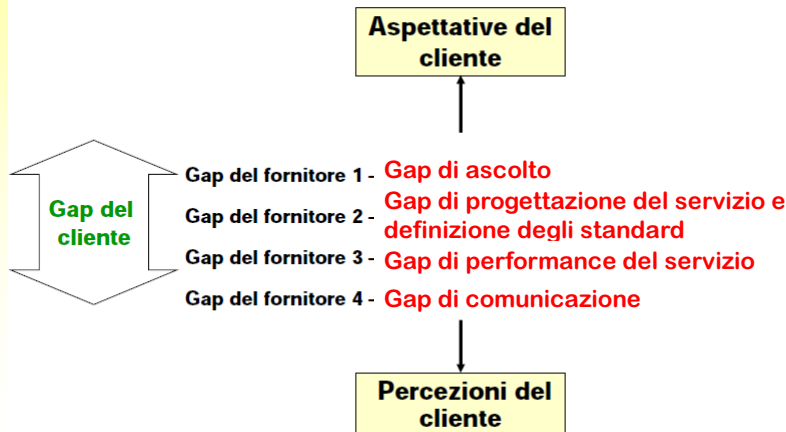 Aspettative del
cliente
Gap del
cliente
Gap del fornitore 1 - Gap di ascolto
Gap del fornitore 2 - Gap di progettazione del servizio e
definizione degli standard
Gap del fornitore 3 - Gap di performance del servizio
Gap del fornitore 4 - Gap di comunicazione
Percezioni del
cliente